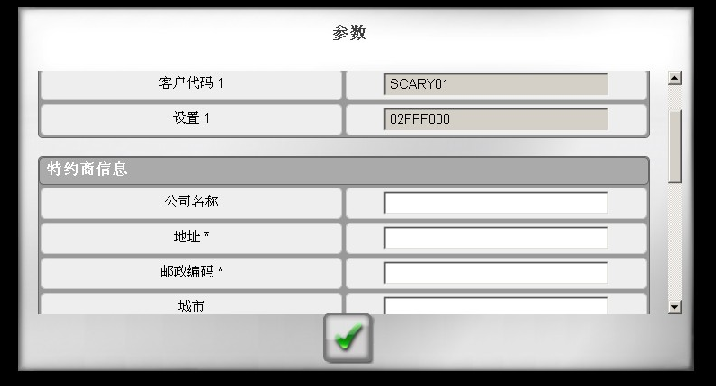 参数
客户代码 1 SCARY01
设置 1 02FFF000
特约商信息
公司名称
地址 *
邮政编码 *
城市